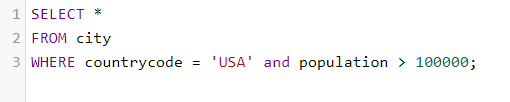 1 SELECT *
2 FROM city
3 WHERE countrycode = 'USA' and population > 100000;